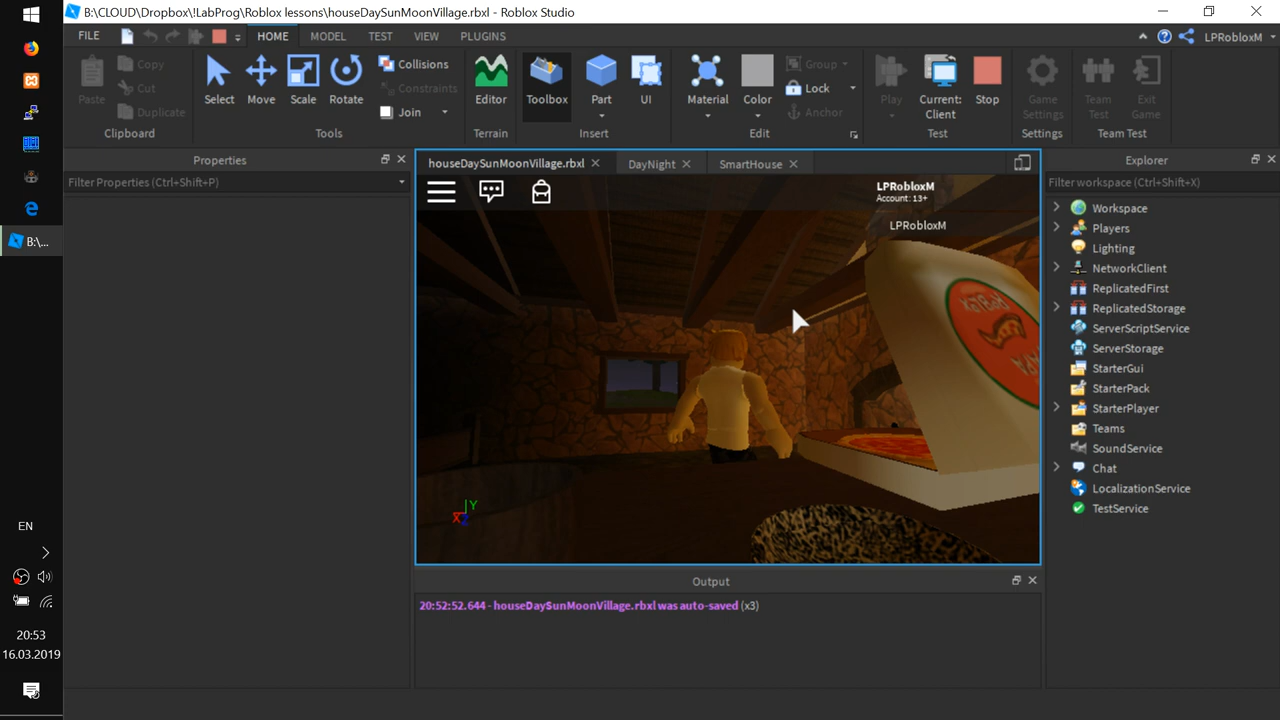 B:\CLOUD\Dropbox\!LabProg\Roblox lessons\houseDaySunMoonVillage.rbxl - Roblox Studio
FILE HOME MODEL TEST VIEW PLUGINS LPRobloxM
Paste Copy Cut Duplicate
Clipboard
Select Move Scale Rotate
Collisions
Constraints
Join
Tools
Editor
Terrain
Toolbox Part UI
Insert
Material Color
Group
Lock
Anchor
Edit
Play Current: Client Stop
Test
Game Settings
Settings
Team Test Exit Game
Team Test
Properties
Filter Properties (Ctrl+Shift+P)
houseDaySunMoonVillage.rbxl DayNight SmartHouse
LPRobloxM
Account: 13+
LPRobloxM
Y
X Z
Output
20:52:52.644 - houseDaySunMoonVillage.rbxl was auto-saved (x3)
Explorer
Filter workspace (Ctrl+Shift+X)
Workspace
Players
Lighting
NetworkClient
ReplicatedFirst
ReplicatedStorage
ServerScriptService
ServerStorage
StarterGui
StarterPack
StarterPlayer
Teams
SoundService
Chat
LocalizationService
TestService
B:\...
EN
20:53
16.03.2019